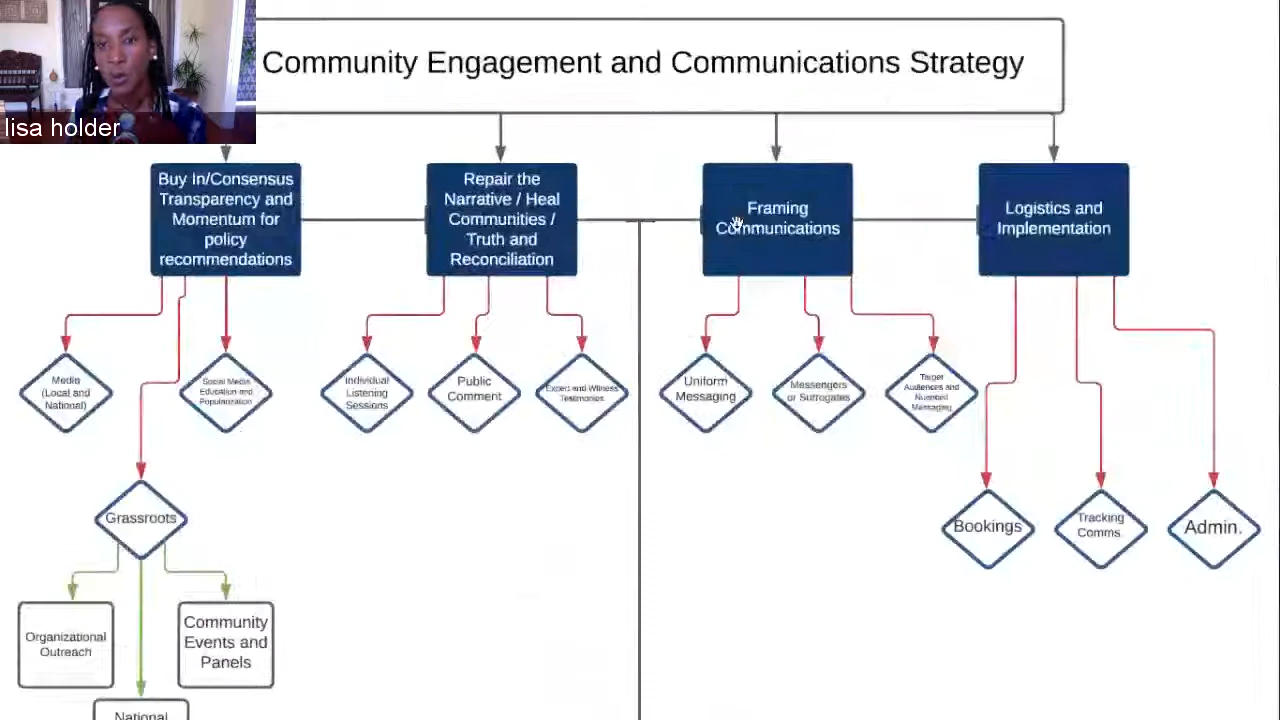 Community Engagement and Communications Strategy
lisa holder
Buy In/Consensus
Transparency and
Momentum for
policy
recommendations
Repair the
Narrative / Heal
Communities /
Truth and
Reconciliation
Framing
Communications
Logistics and
Implementation
Media
(Local and
National)
Social Media
Education and
Popularization
Individual
Listening
Sessions
Public
Comment
Expert and Witness
Testimonies
Uniform
Messaging
Messengers
or Surrogates
Target
Audiences and
Nuanced
Messaging
Grassroots
Bookings
Tracking
Comms.
Admin.
Organizational
Outreach
Community
Events and
Panels
National